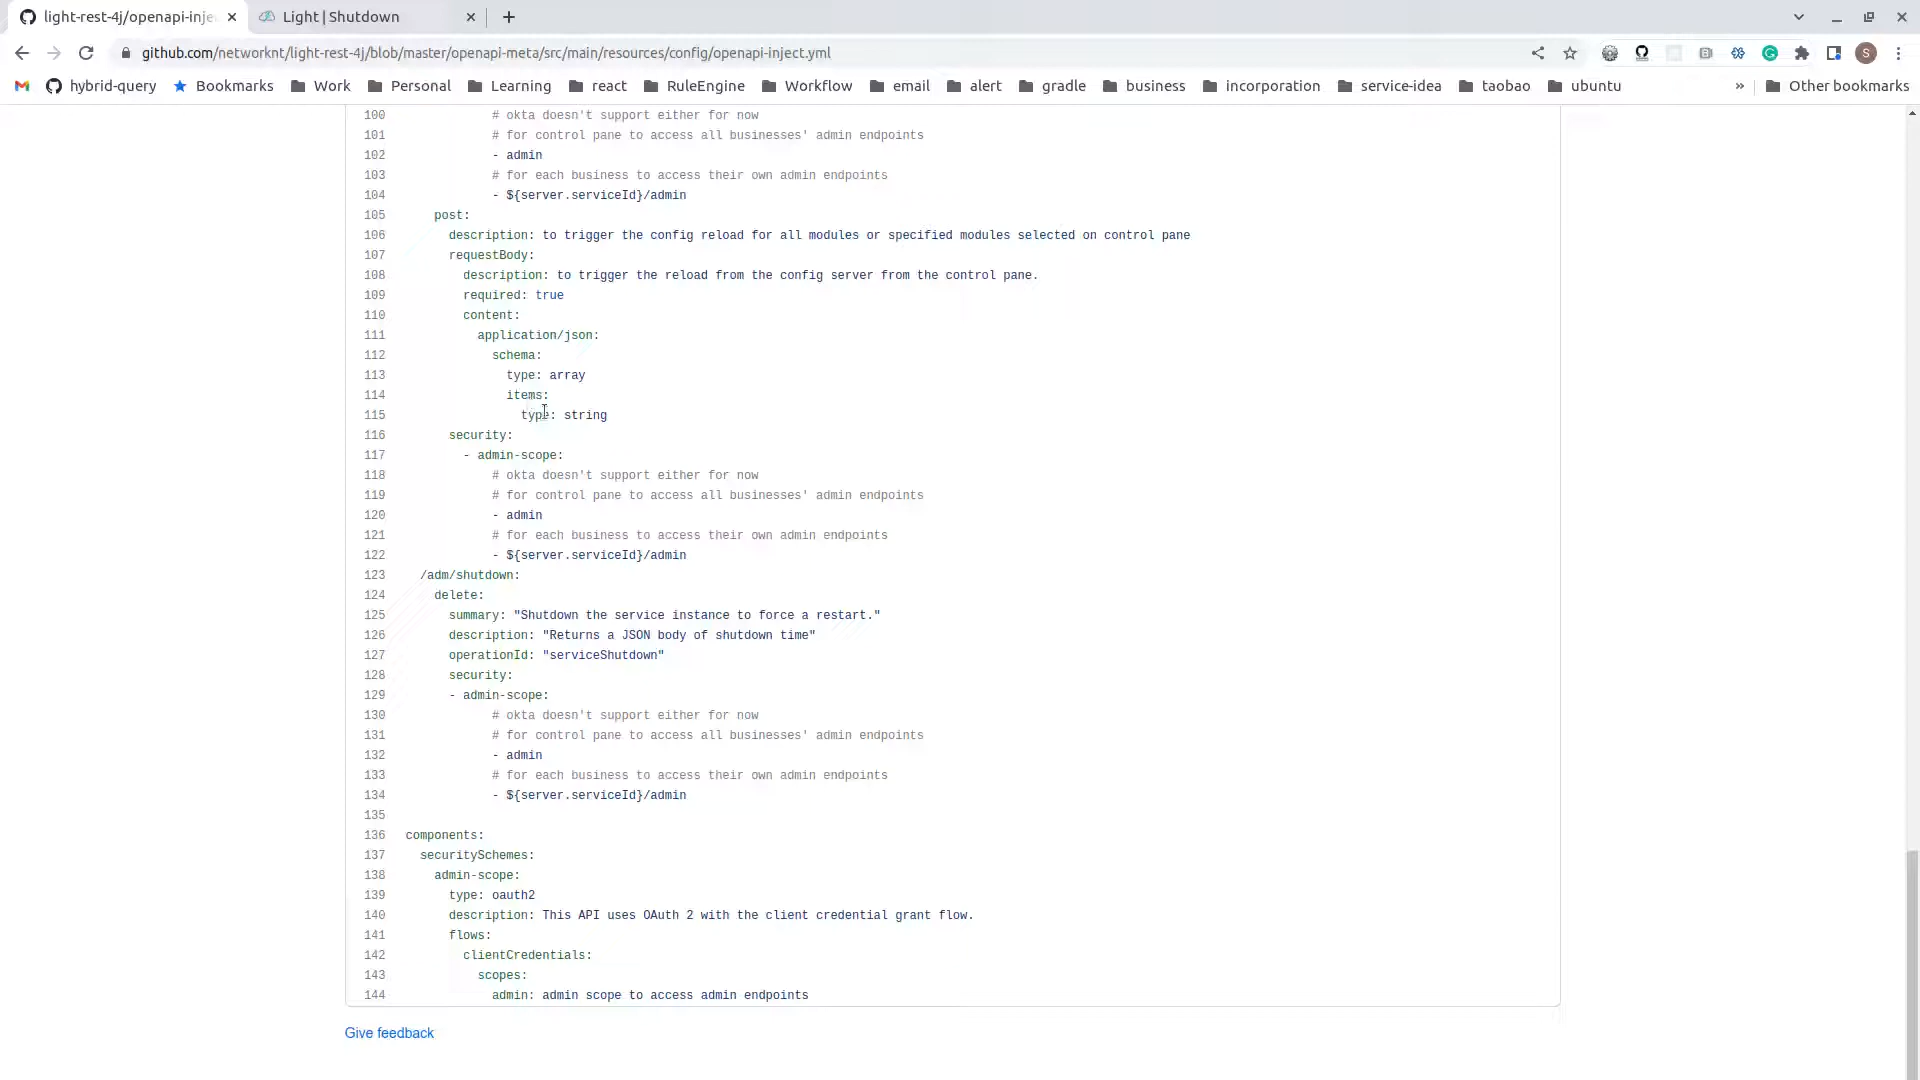 light-rest-4j/openapi-inje
Light | Shutdown
github.com/networknt/light-rest-4j/blob/master/openapi-meta/src/main/resources/config/openapi-inject.yml
S
hybrid-query
Bookmarks
Work
Personal
Learning
react
RuleEngine
Workflow
email
alert
gradle
business
incorporation
service-idea
taobao
ubuntu
»
Other bookmarks
100 # okta doesn't support either for now
101 # for control pane to access all businesses' admin endpoints
102 - admin
103 # for each business to access their own admin endpoints
104 - ${server.serviceId}/admin
105 post:
106 description: to trigger the config reload for all modules or specified modules selected on control pane
107 requestBody:
108 description: to trigger the reload from the config server from the control pane.
109 required: true
110 content:
111 application/json:
112 schema:
113 type: array
114 items:
115 type: string
116 security:
117 - admin-scope:
118 # okta doesn't support either for now
119 # for control pane to access all businesses' admin endpoints
120 - admin
121 # for each business to access their own admin endpoints
122 - ${server.serviceId}/admin
123 /adm/shutdown:
124 delete:
125 summary: "Shutdown the service instance to force a restart."
126 description: "Returns a JSON body of shutdown time"
127 operationId: "serviceShutdown"
128 security:
129 - admin-scope:
130 # okta doesn't support either for now
131 # for control pane to access all businesses' admin endpoints
132 - admin
133 # for each business to access their own admin endpoints
134 - ${server.serviceId}/admin
135
136 components:
137 securitySchemes:
138 admin-scope:
139 type: oauth2
140 description: This API uses OAuth 2 with the client credential grant flow.
141 flows:
142 clientCredentials:
143 scopes:
144 admin: admin scope to access admin endpoints
Give feedback